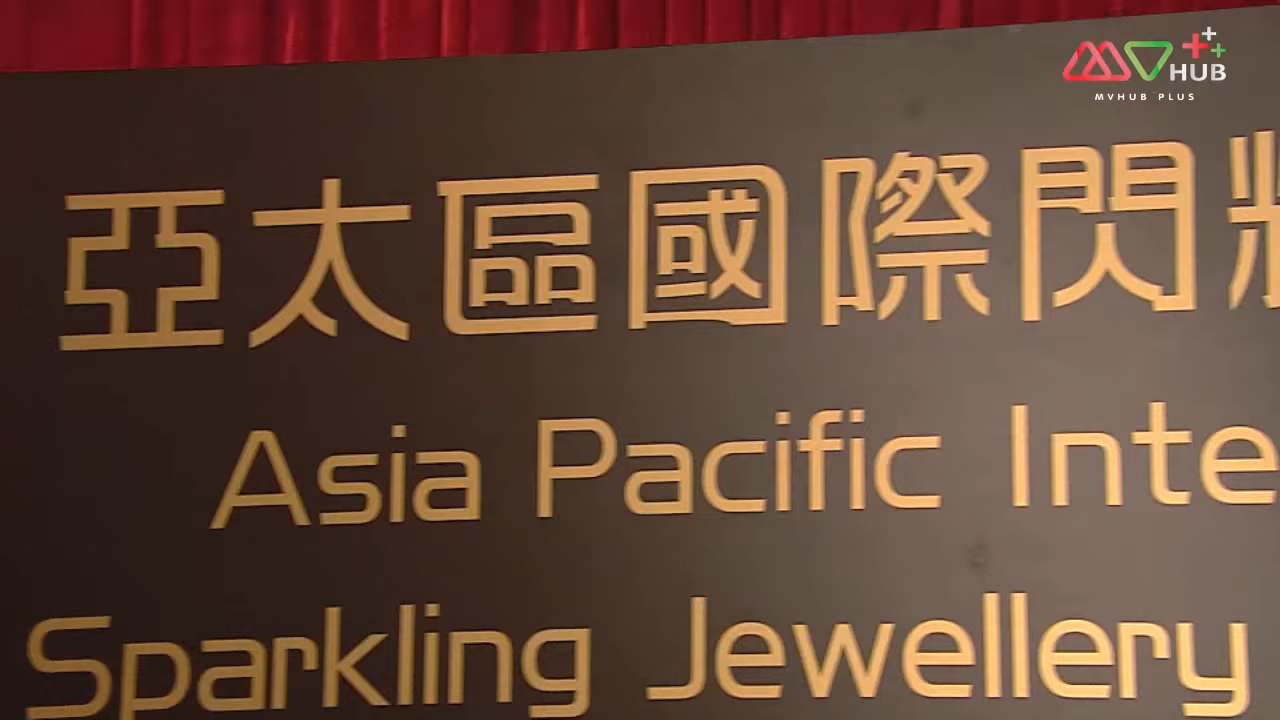 HUB
MVHUB PLUS
亞太區國際閃
Asia Pacific Inte
Sparkling Jewellery